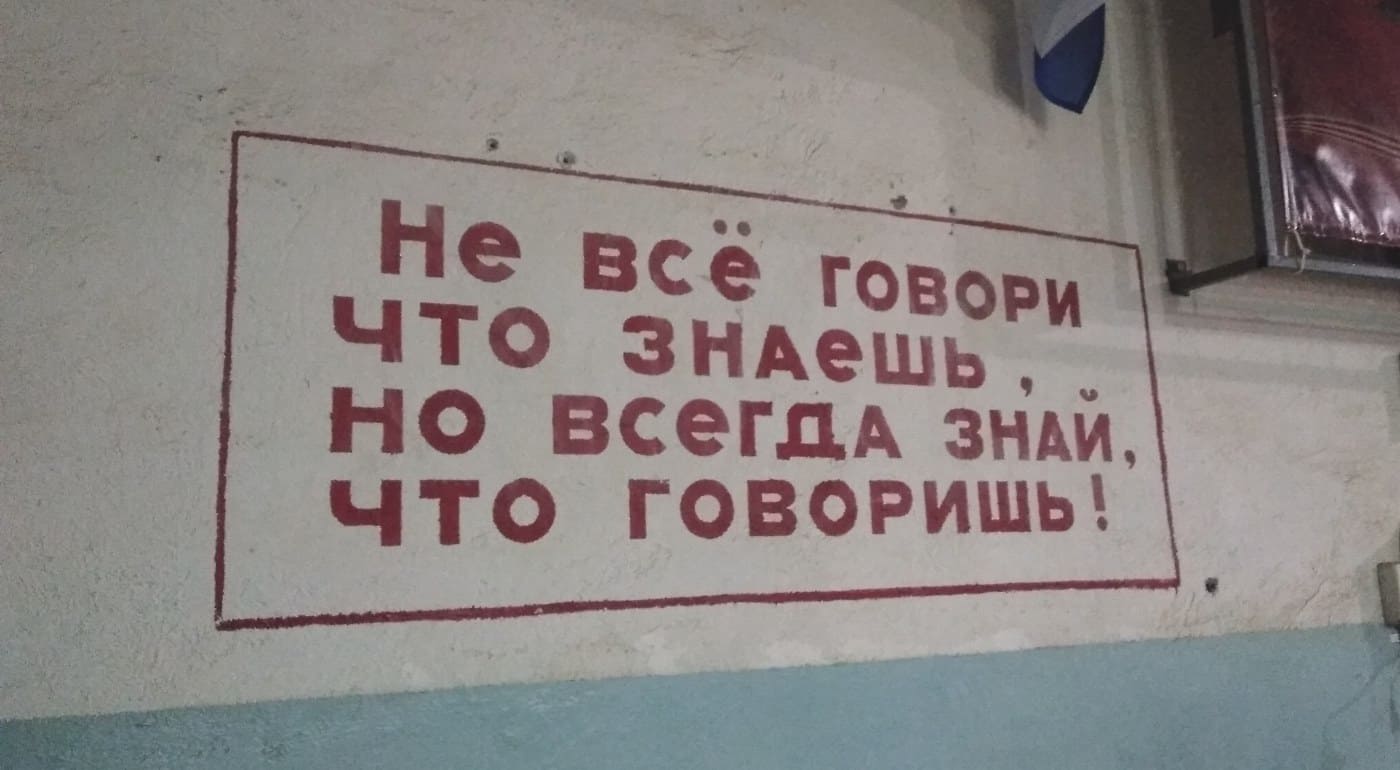 Не всё говори
что знаешь,
но всегда знай,
что говоришь!